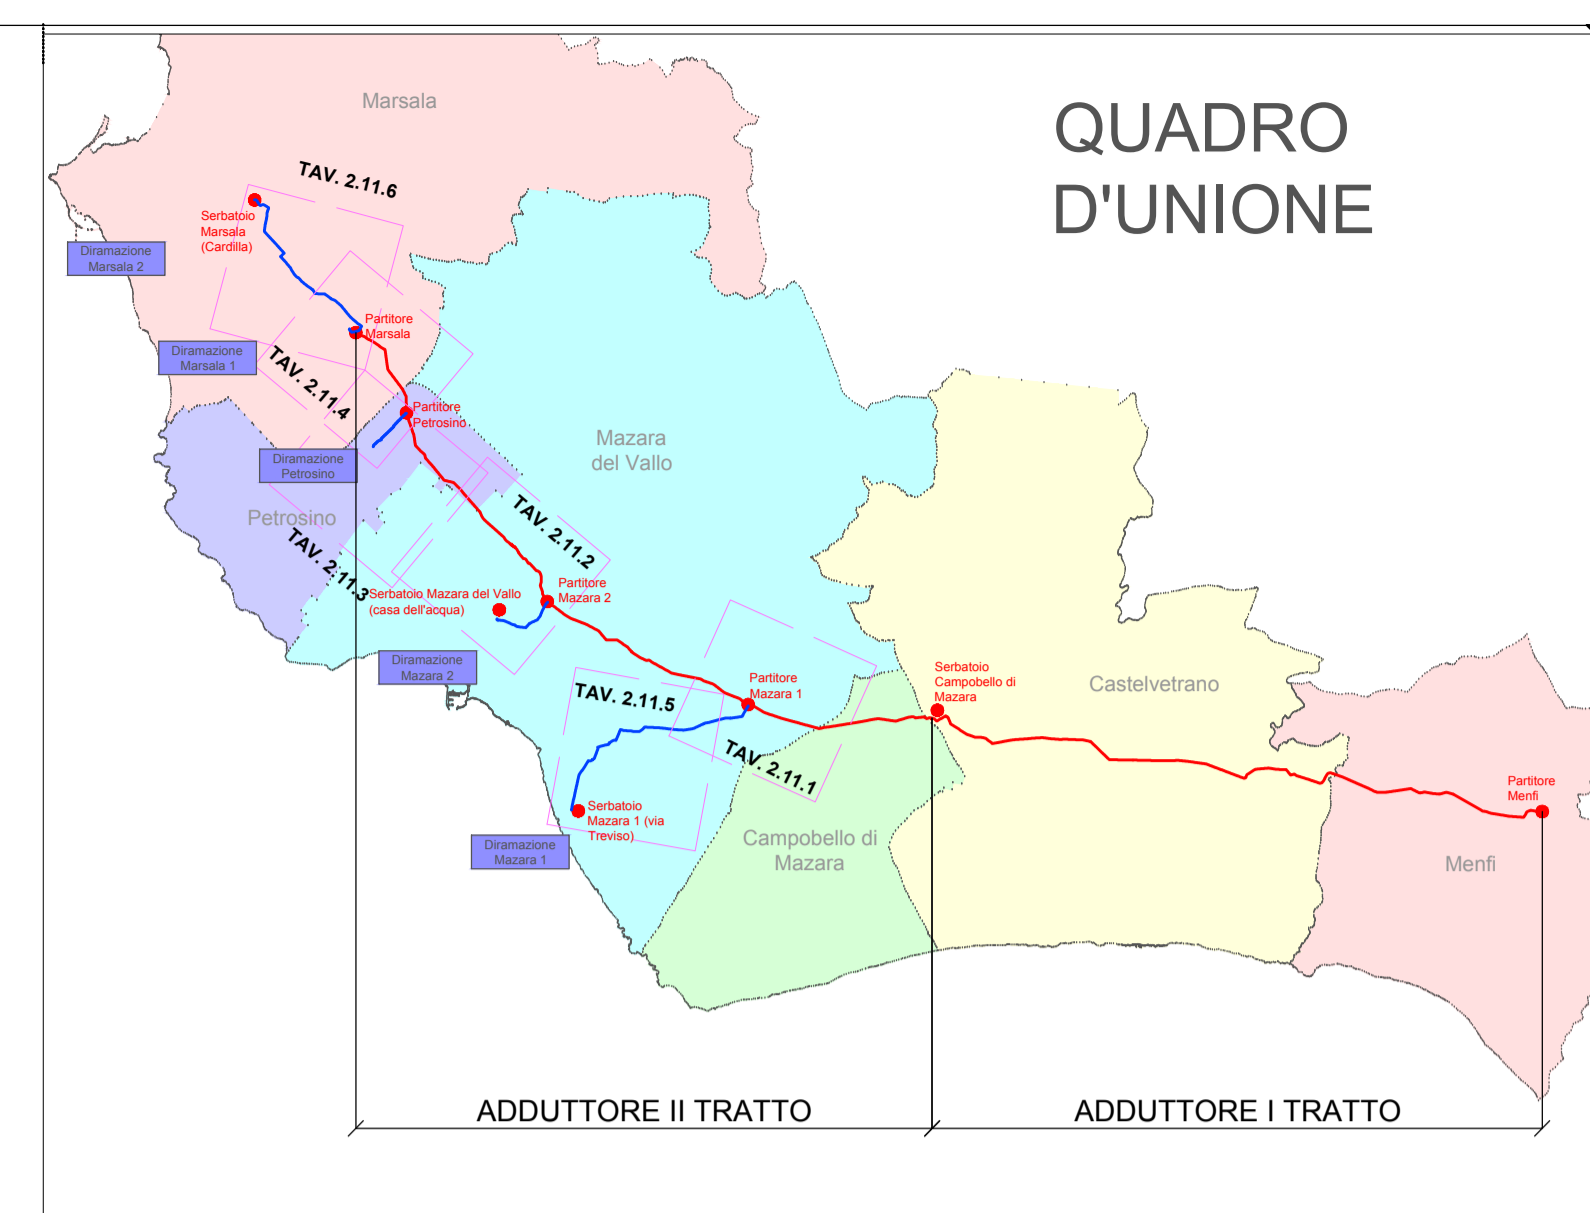 QUADRO
D'UNIONE
Marsala
TAV. 2.11.6
Serbatoio
Marsala
(Cardilla)
Diramazione
Marsala 2
Partitore
Marsala
Diramazione
Marsala 1
TAV. 2.11.4
Partitore
Petrosino
Diramazione
Petrosino
Mazara
del Vallo
Petrosino
TAV. 2.11.2
TAV. 2.11.3
Serbatoio Mazara del Vallo
(casa dell'acqua)
Partitore
Mazara 2
Diramazione
Mazara 2
TAV. 2.11.5
Partitore
Mazara 1
Serbatoio
Campobello di
Mazara
Castelvetrano
TAV. 2.11.1
Serbatoio
Mazara 1 (via
Treviso)
Diramazione
Mazara 1
Campobello di
Mazara
Partitore
Menfi
Menfi
ADDUTTORE II TRATTO
ADDUTTORE I TRATTO